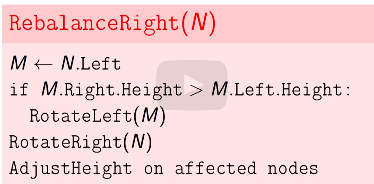 RebalanceRight(N)
M ← N.Left
if M.Right.Height > M.Left.Height:
RotateLeft(M)
RotateRight(N)
AdjustHeight on affected nodes